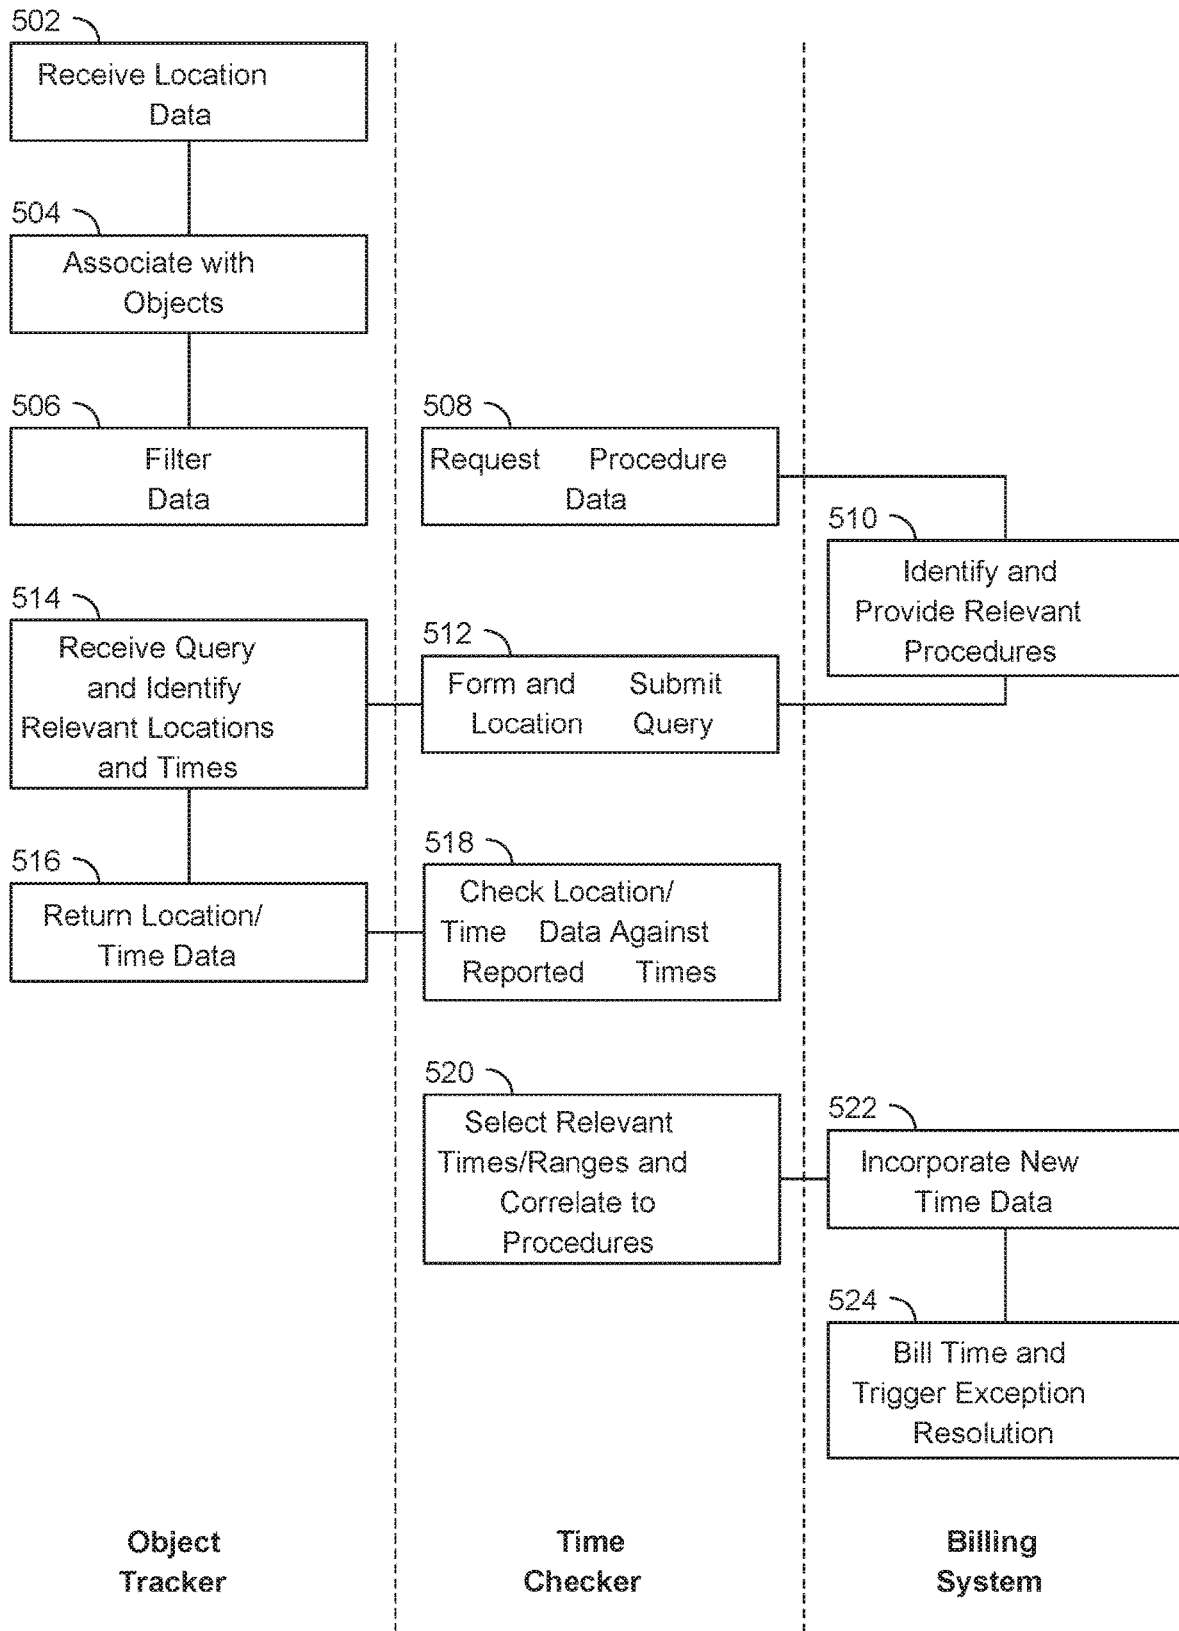 502
Receive Location
Data
504
Associate with
Objects
506
Filter
Data
508
Request Procedure
Data
510
Identify and
Provide Relevant
Procedures
512
Form and Submit
Location Query
514
Receive Query
and Identify
Relevant Locations
and Times
516
Return Location/
Time Data
518
Check Location/
Time Data Against
Reported Times
520
Select Relevant
Times/Ranges and
Correlate to
Procedures
522
Incorporate New
Time Data
524
Bill Time and
Trigger Exception
Resolution
Object
Tracker
Time
Checker
Billing
System